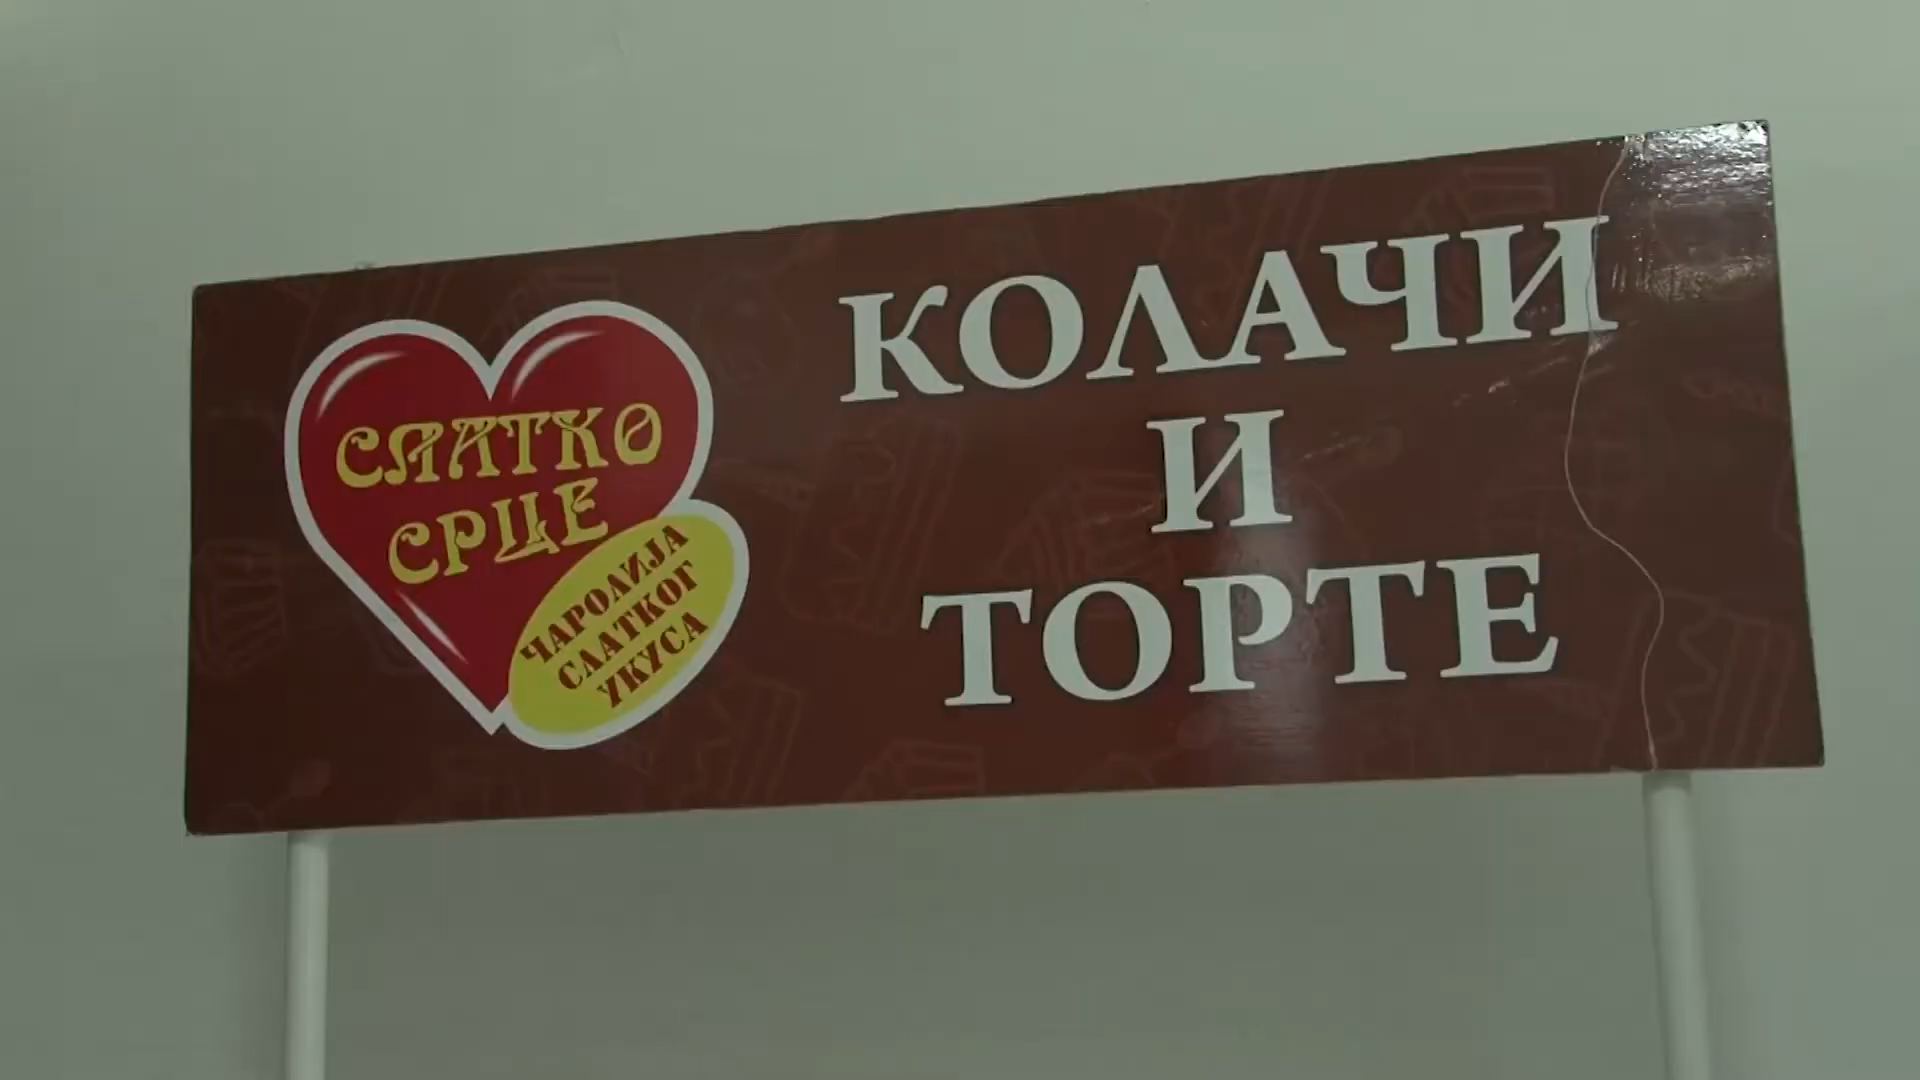 СЛАТКО
СРЦЕ
ЧАРОЛИЈА
СЛАТКОГ
УКУСА
КОЛАЧИ
И
ТОРТЕ